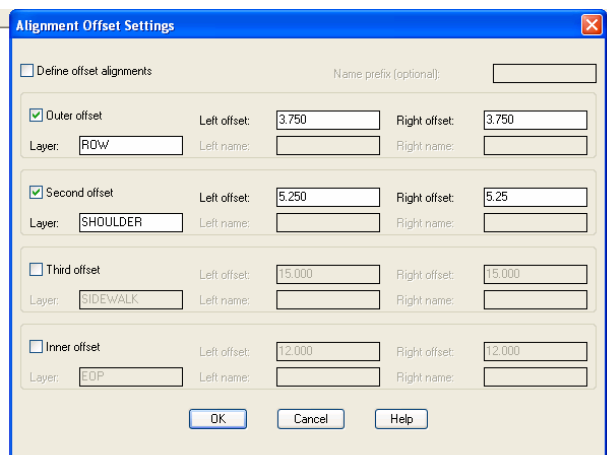 Alignment Offset Settings
Define offset alignments Name prefix (optional):
Outer offset Left offset: 3.750 Right offset: 3.750
Layer: ROW Left name: Right name:
Second offset Left offset: 5.250 Right offset: 5.25
Layer: SHOULDER Left name: Right name:
Third offset Left offset: 15.000 Right offset: 15.000
Layer: SIDEWALK Left name: Right name:
Inner offset Left offset: 12.000 Right offset: 12.000
Layer: EOP Left name: Right name:
OK Cancel Help